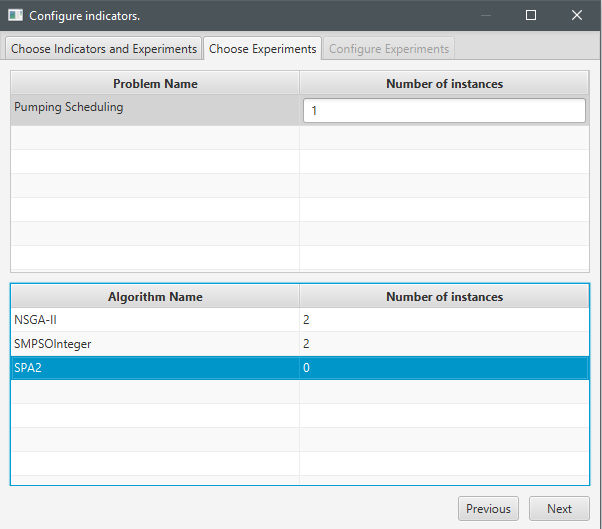 Configure indicators.
Choose Indicators and Experiments Choose Experiments Configure Experiments
Problem Name Number of instances
Pumping Scheduling 1
Algorithm Name Number of instances
NSGA-II 2
SMPSOInteger 2
SPA2 0
Previous Next